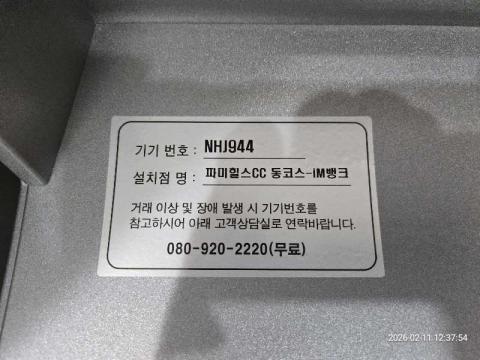 기기 번호 : NHJ944
설치점 명 : 파미힐스CC 동코스-iM뱅크
거래 이상 및 장애 발생 시 기기번호를
참고하시어 아래 고객상담실로 연락바랍니다.
080-920-2220(무료)
2026-02-11 12:37:54